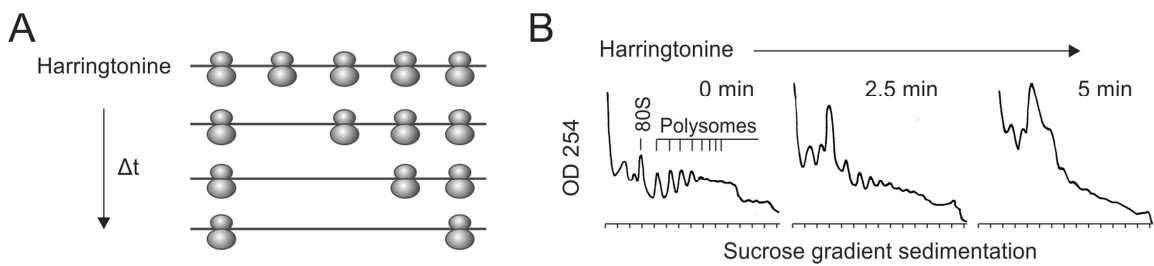 A
Harringtonine
Δt
B
Harringtonine
0 min
2.5 min
5 min
80S
Polysomes
OD 254
Sucrose gradient sedimentation